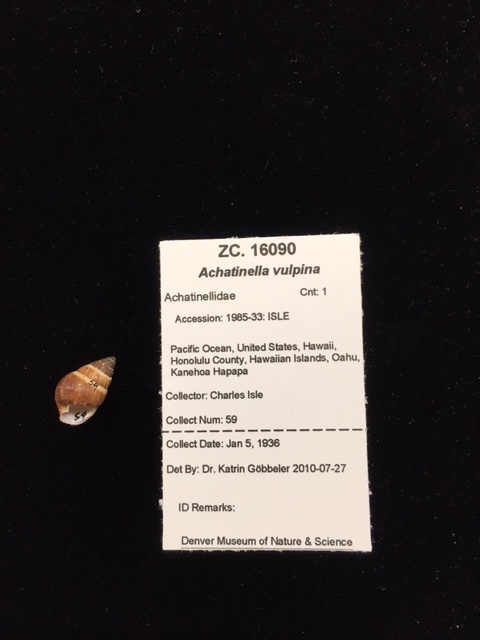 ZC. 16090
Achatinella vulpina
Achatinellidae Cnt: 1
Accession: 1985-33: ISLE
Pacific Ocean, United States, Hawaii,
Honolulu County, Hawaiian Islands, Oahu,
Kanehoa Hapapa
Collector: Charles Isle
Collect Num: 59
Collect Date: Jan 5, 1936
Det By: Dr. Katrin Göbbeler 2010-07-27
ID Remarks:
Denver Museum of Nature & Science
59